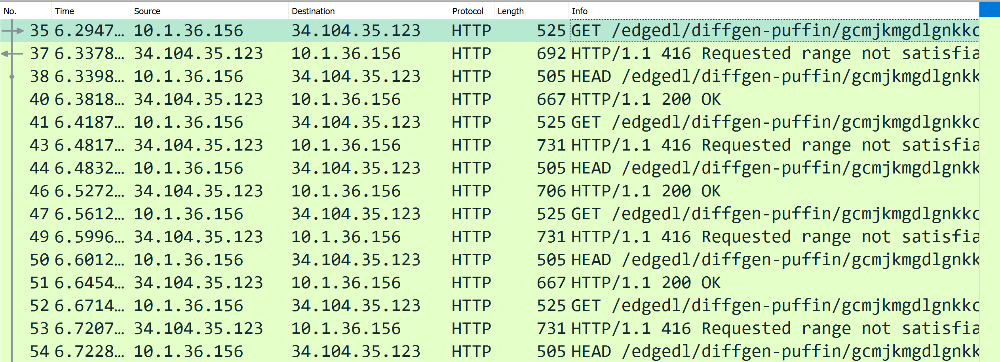 No. Time Source Destination Protocol Length Info
35 6.2947… 10.1.36.156 34.104.35.123 HTTP 525 GET /edgedl/diffgen-puffin/gcmjkmgdlgnkkc
37 6.3378… 34.104.35.123 10.1.36.156 HTTP 692 HTTP/1.1 416 Requested range not satisfia
38 6.3398… 10.1.36.156 34.104.35.123 HTTP 505 HEAD /edgedl/diffgen-puffin/gcmjkmgdlgnkk
40 6.3818… 34.104.35.123 10.1.36.156 HTTP 667 HTTP/1.1 200 OK
41 6.4187… 10.1.36.156 34.104.35.123 HTTP 525 GET /edgedl/diffgen-puffin/gcmjkmgdlgnkkc
43 6.4817… 34.104.35.123 10.1.36.156 HTTP 731 HTTP/1.1 416 Requested range not satisfia
44 6.4832… 10.1.36.156 34.104.35.123 HTTP 505 HEAD /edgedl/diffgen-puffin/gcmjkmgdlgnkk
46 6.5272… 34.104.35.123 10.1.36.156 HTTP 706 HTTP/1.1 200 OK
47 6.5612… 10.1.36.156 34.104.35.123 HTTP 525 GET /edgedl/diffgen-puffin/gcmjkmgdlgnkkc
49 6.5996… 34.104.35.123 10.1.36.156 HTTP 731 HTTP/1.1 416 Requested range not satisfia
50 6.6012… 10.1.36.156 34.104.35.123 HTTP 505 HEAD /edgedl/diffgen-puffin/gcmjkmgdlgnkk
51 6.6454… 34.104.35.123 10.1.36.156 HTTP 667 HTTP/1.1 200 OK
52 6.6714… 10.1.36.156 34.104.35.123 HTTP 525 GET /edgedl/diffgen-puffin/gcmjkmgdlgnkkc
53 6.7207… 34.104.35.123 10.1.36.156 HTTP 731 HTTP/1.1 416 Requested range not satisfia
54 6.7228… 10.1.36.156 34.104.35.123 HTTP 505 HEAD /edgedl/diffgen-puffin/gcmjkmgdlgnkk